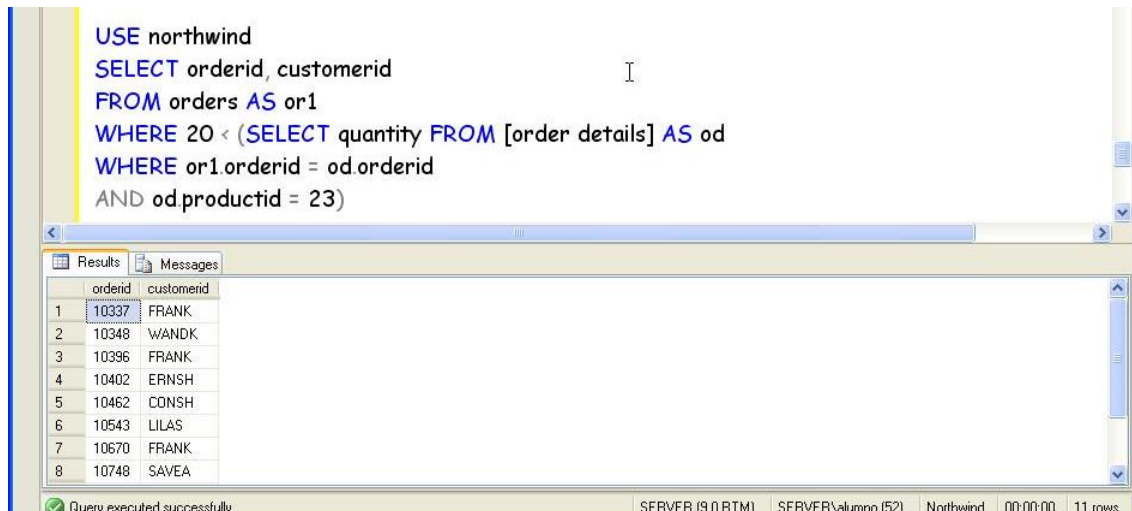 USE northwind
SELECT orderid, customerid
FROM orders AS or1
WHERE 20 < (SELECT quantity FROM [order details] AS od
WHERE or1.orderid = od.orderid
AND od.productid = 23)
Results Messages
orderid customerid
1 10337 FRANK
2 10348 WANDK
3 10396 FRANK
4 10402 ERNSH
5 10462 CONSH
6 10543 LILAS
7 10670 FRANK
8 10748 SAVEA
Query executed successfully SERVER (9.0 RTM) SERVER\alumno (52) Northwind 00:00:00 11 rows